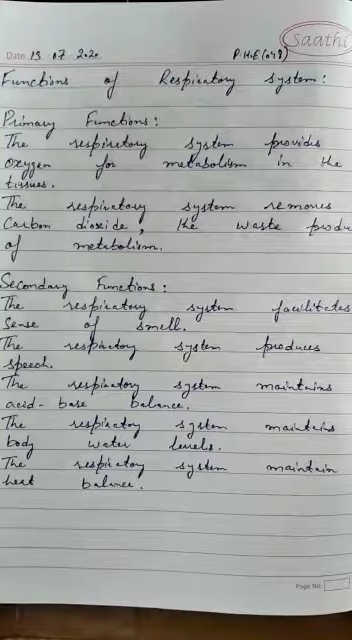 Saathi
Date 13 07 2020 P.H.E(048)
Functions of Respiratory system:
Primary Functions:
The respiratory system provids
oxygen for metabolism in the
tissues.
The respiratory system removes
Carbon dioxide, the waste produ
of metabolism.
Secondary Functions:
The respiratory system facilitates
Sense of smell.
The respiratory system produces
speech.
The respiratory system maintains
acid-base balance.
The respiratory system maintains
body water levels.
The respiratory system maintain
heat balance.
Page No.